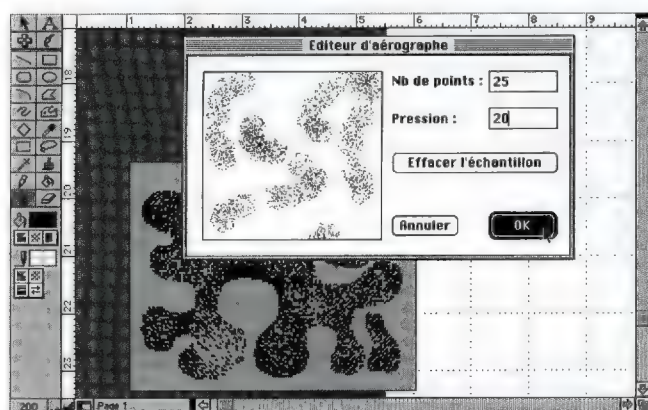 1 2 3 4 5 6 7 8 9
Editeur d'aérographe
Nb de points : 25
Pression : 20
Effacer l'échantillon
Annuler OK
18
19
20
21
22
23
200 Page 1